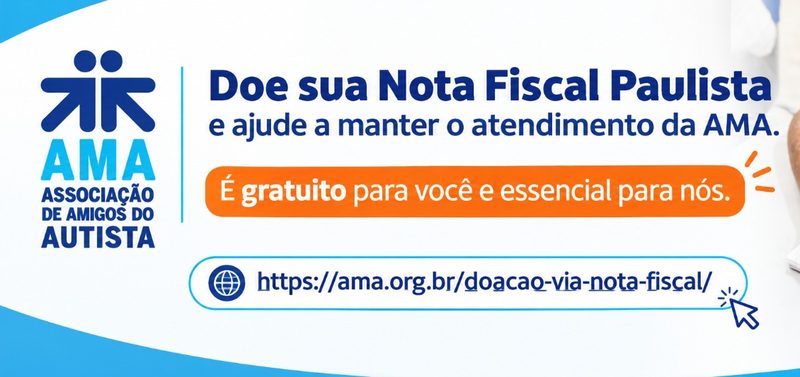 AMA
ASSOCIAÇÃO
DE AMIGOS DO
AUTISTA
Doe sua Nota Fiscal Paulista
e ajude a manter o atendimento da AMA.
É gratuito para você e essencial para nós.
https://ama.org.br/doacao-via-nota-fiscal/